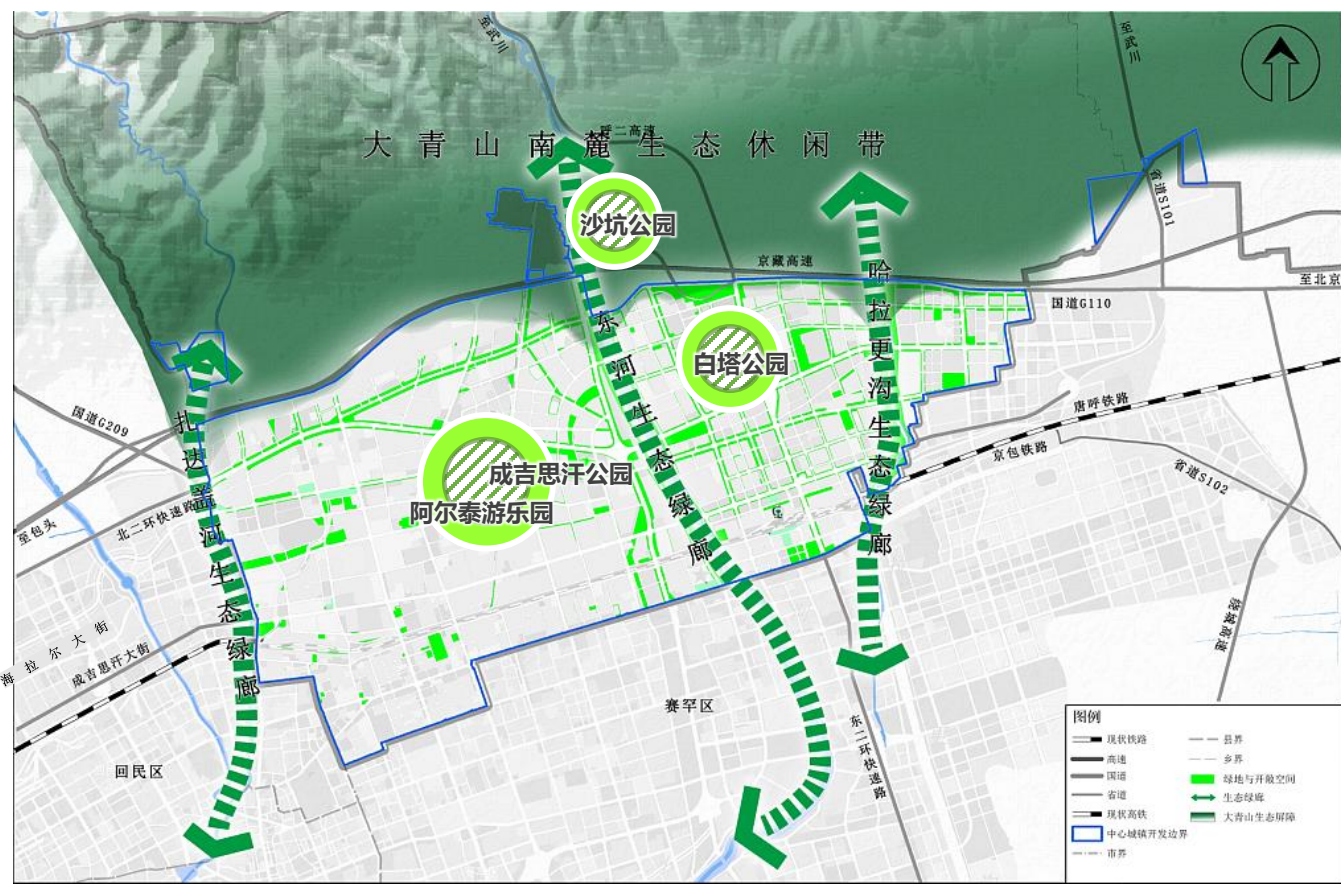 至武川
至武川
呼二高速
大青山南麓生态休闲带
省道S101
沙坑公园
京藏高速
至北京
国道G110
哈拉更沟生态绿廊
东河生态绿廊
白塔公园
扎达盖河生态绿廊
国道G209
唐呼铁路
京包铁路
省道S102
成吉思汗公园
阿尔泰游乐园
北二环快速路
至包头
绕城高速
海拉尔大街
成吉思汗大街
赛罕区
东二环快速路
回民区
图例
现状铁路
高速
国道
省道
现状高铁
中心城镇开发边界
市界
县界
乡界
绿地与开敞空间
生态绿廊
大青山生态屏障